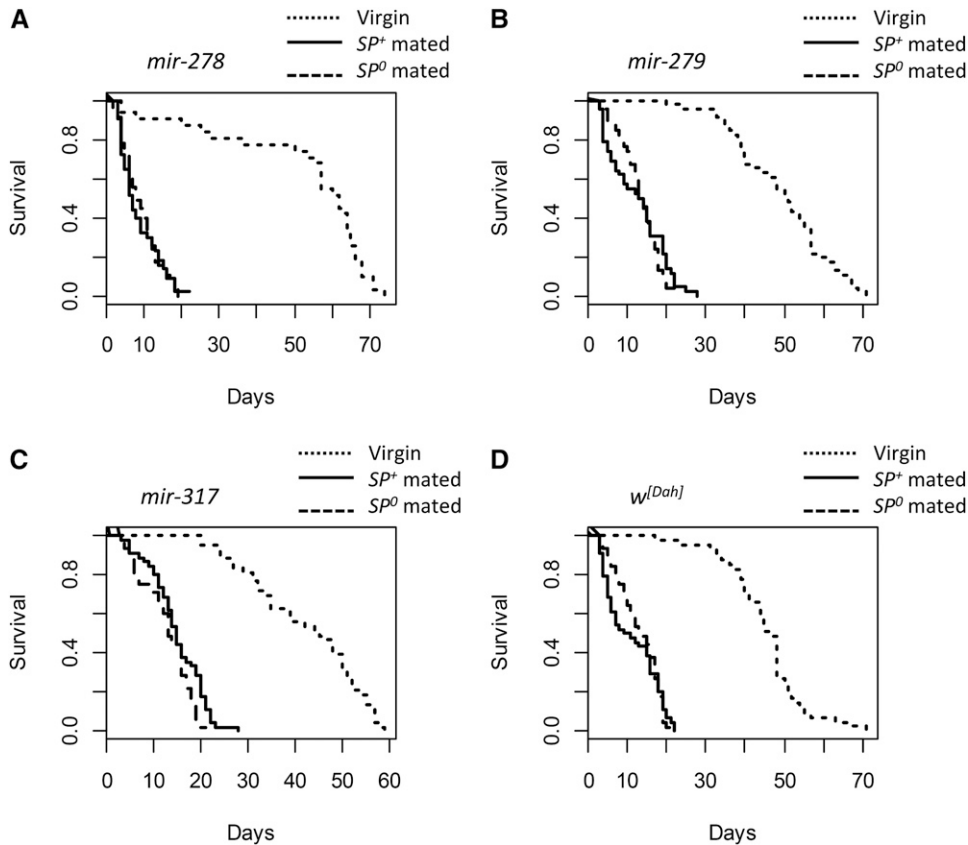 A
Virgin
SP⁺ mated
SP⁰ mated
mir-278
Survival
0.8
0.4
0.0
0 10 30 50 70
Days
B
Virgin
SP⁺ mated
SP⁰ mated
mir-279
Survival
0.8
0.4
0.0
0 10 30 50 70
Days
C
Virgin
SP⁺ mated
SP⁰ mated
mir-317
Survival
0.8
0.4
0.0
0 10 20 30 40 50 60
Days
D
Virgin
SP⁺ mated
SP⁰ mated
w[Dah]
Survival
0.8
0.4
0.0
0 10 30 50 70
Days